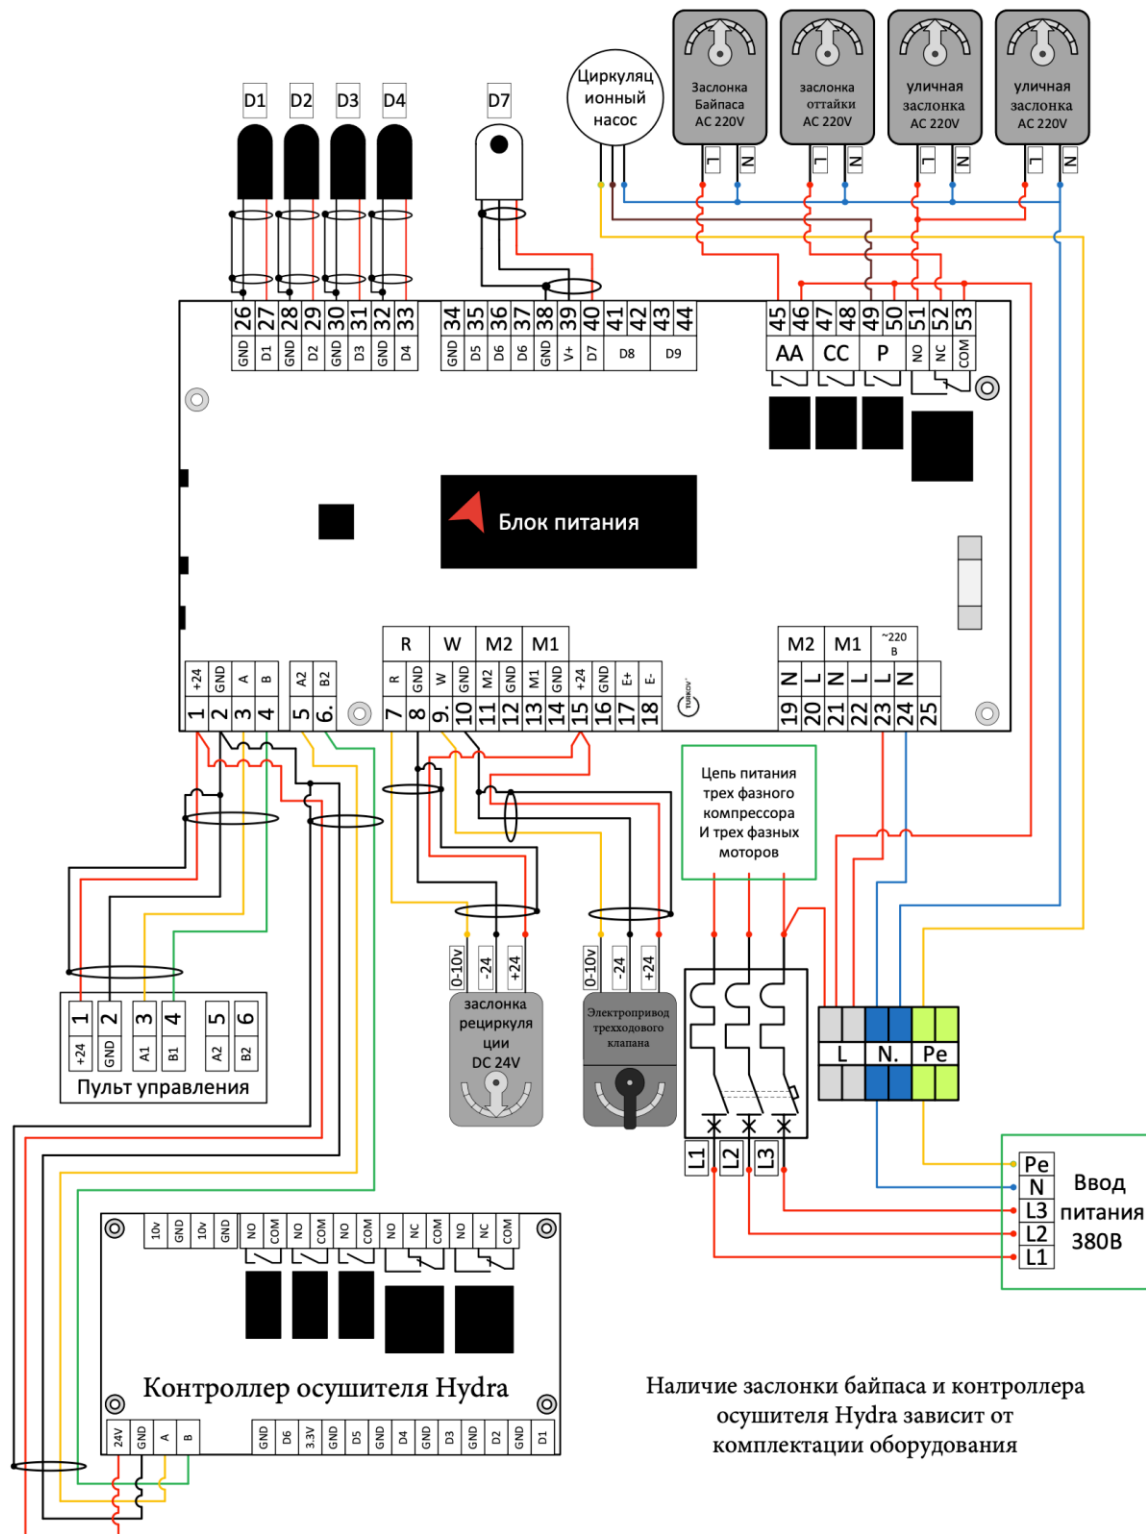 D1 D2 D3 D4 D7
Циркуляц
ионный
насос
Заслонка
Байпаса
AC 220V
заслонка
оттайки
AC 220V
уличная
заслонка
AC 220V
уличная
заслонка
AC 220V
L N L N L N L N
26 27 28 29 30 31 32 33 34 35 36 37 38 39 40 41 42 43 44 45 46 47 48 49 50 51 52 53
GND D1 GND D2 GND D3 GND D4 GND D5 D6 D6 GND V+ D7 D8 D9 AA CC P NO NC COM
Блок питания
R W M2 M1 M2 M1 ~220
В
+24 GND A B A2 B2 R GND W GND M2 GND M1 GND +24 GND E+ E- N L N L L N
1 2 3 4 5 6. 7 8 9. 10 11 12 13 14 15 16 17 18 19 20 21 22 23 24 25
TURKOV
Цепь питания
трех фазного
компрессора
И трех фазных
моторов
0-10v -24 +24
0-10v -24 +24
заслонка
рециркуля
ции
DC 24V
Электропривод
трехходового
клапана
1 2 3 4 5 6
+24 GND A1 B1 A2 B2
Пульт управления
L N. Pe
L1 L2 L3
Pe
N
L3
L2
L1
Ввод
питания
380В
10v GND 10v GND NO COM NO COM NO COM NO NC COM NO NC COM
Контроллер осушителя Hydra
24V GND A B GND D6 3.3V GND D5 GND D4 GND D3 GND D2 GND D1
Наличие заслонки байпаса и контроллера
осушителя Hydra зависит от
комплектации оборудования